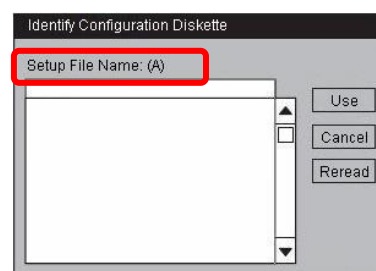 Identify Configuration Diskette
Setup File Name: (A)
Use
Cancel
Reread